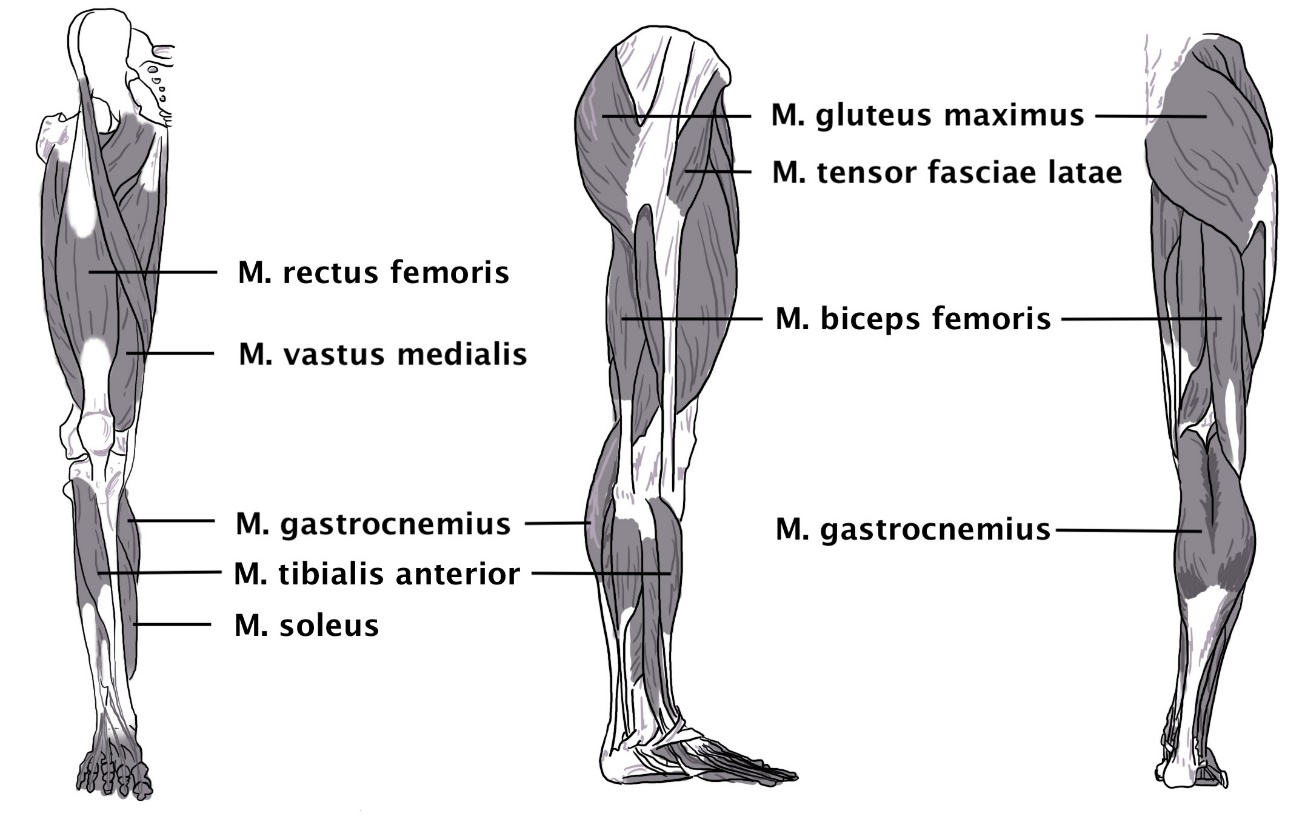 M. gluteus maximus
M. tensor fasciae latae
M. rectus femoris
M. biceps femoris
M. vastus medialis
M. gastrocnemius
M. gastrocnemius
M. tibialis anterior
M. soleus